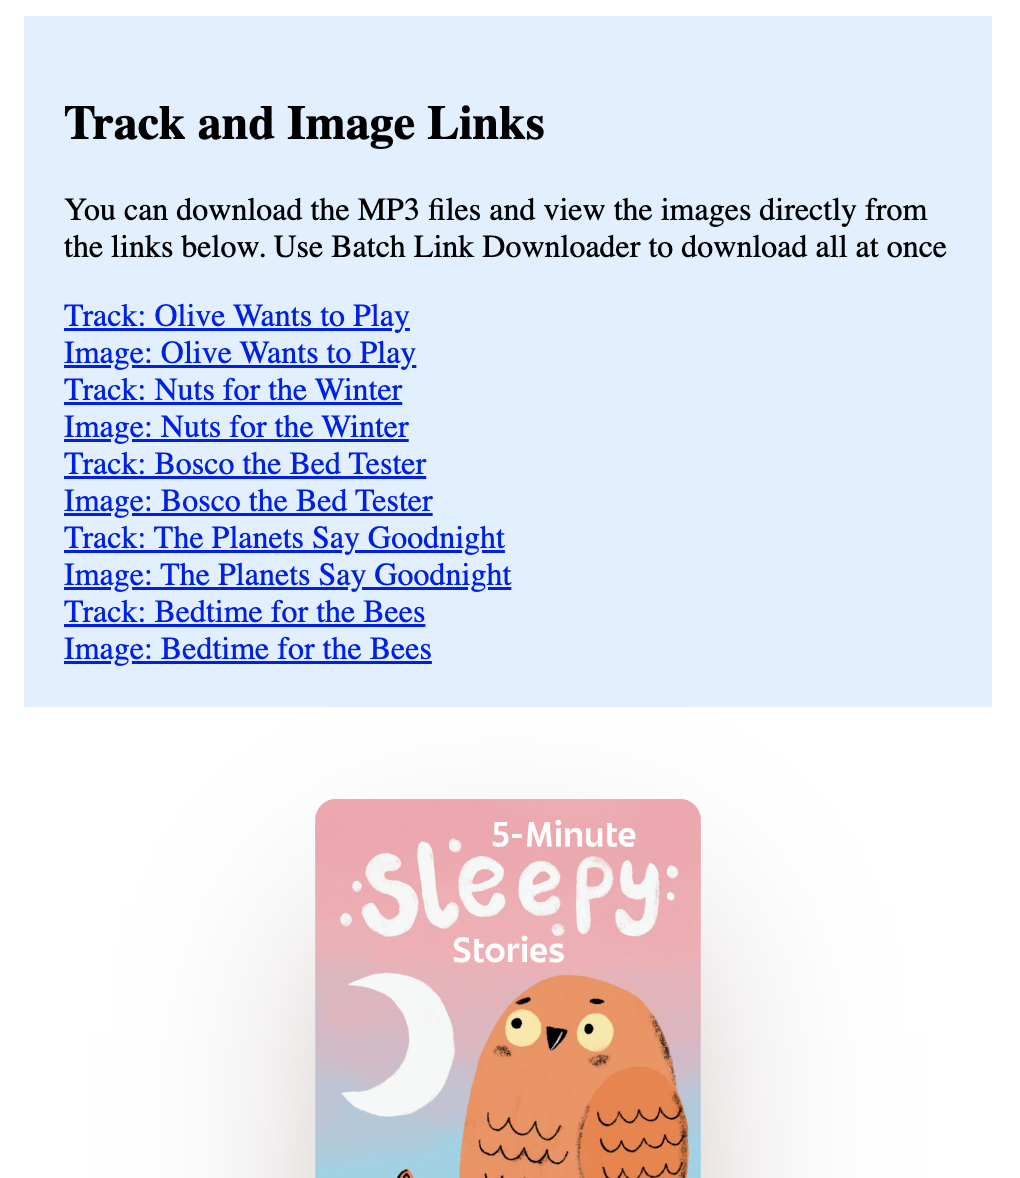 Track and Image Links
You can download the MP3 files and view the images directly from
the links below. Use Batch Link Downloader to download all at once
Track: Olive Wants to Play
Image: Olive Wants to Play
Track: Nuts for the Winter
Image: Nuts for the Winter
Track: Bosco the Bed Tester
Image: Bosco the Bed Tester
Track: The Planets Say Goodnight
Image: The Planets Say Goodnight
Track: Bedtime for the Bees
Image: Bedtime for the Bees
5-Minute
Sleepy
Stories